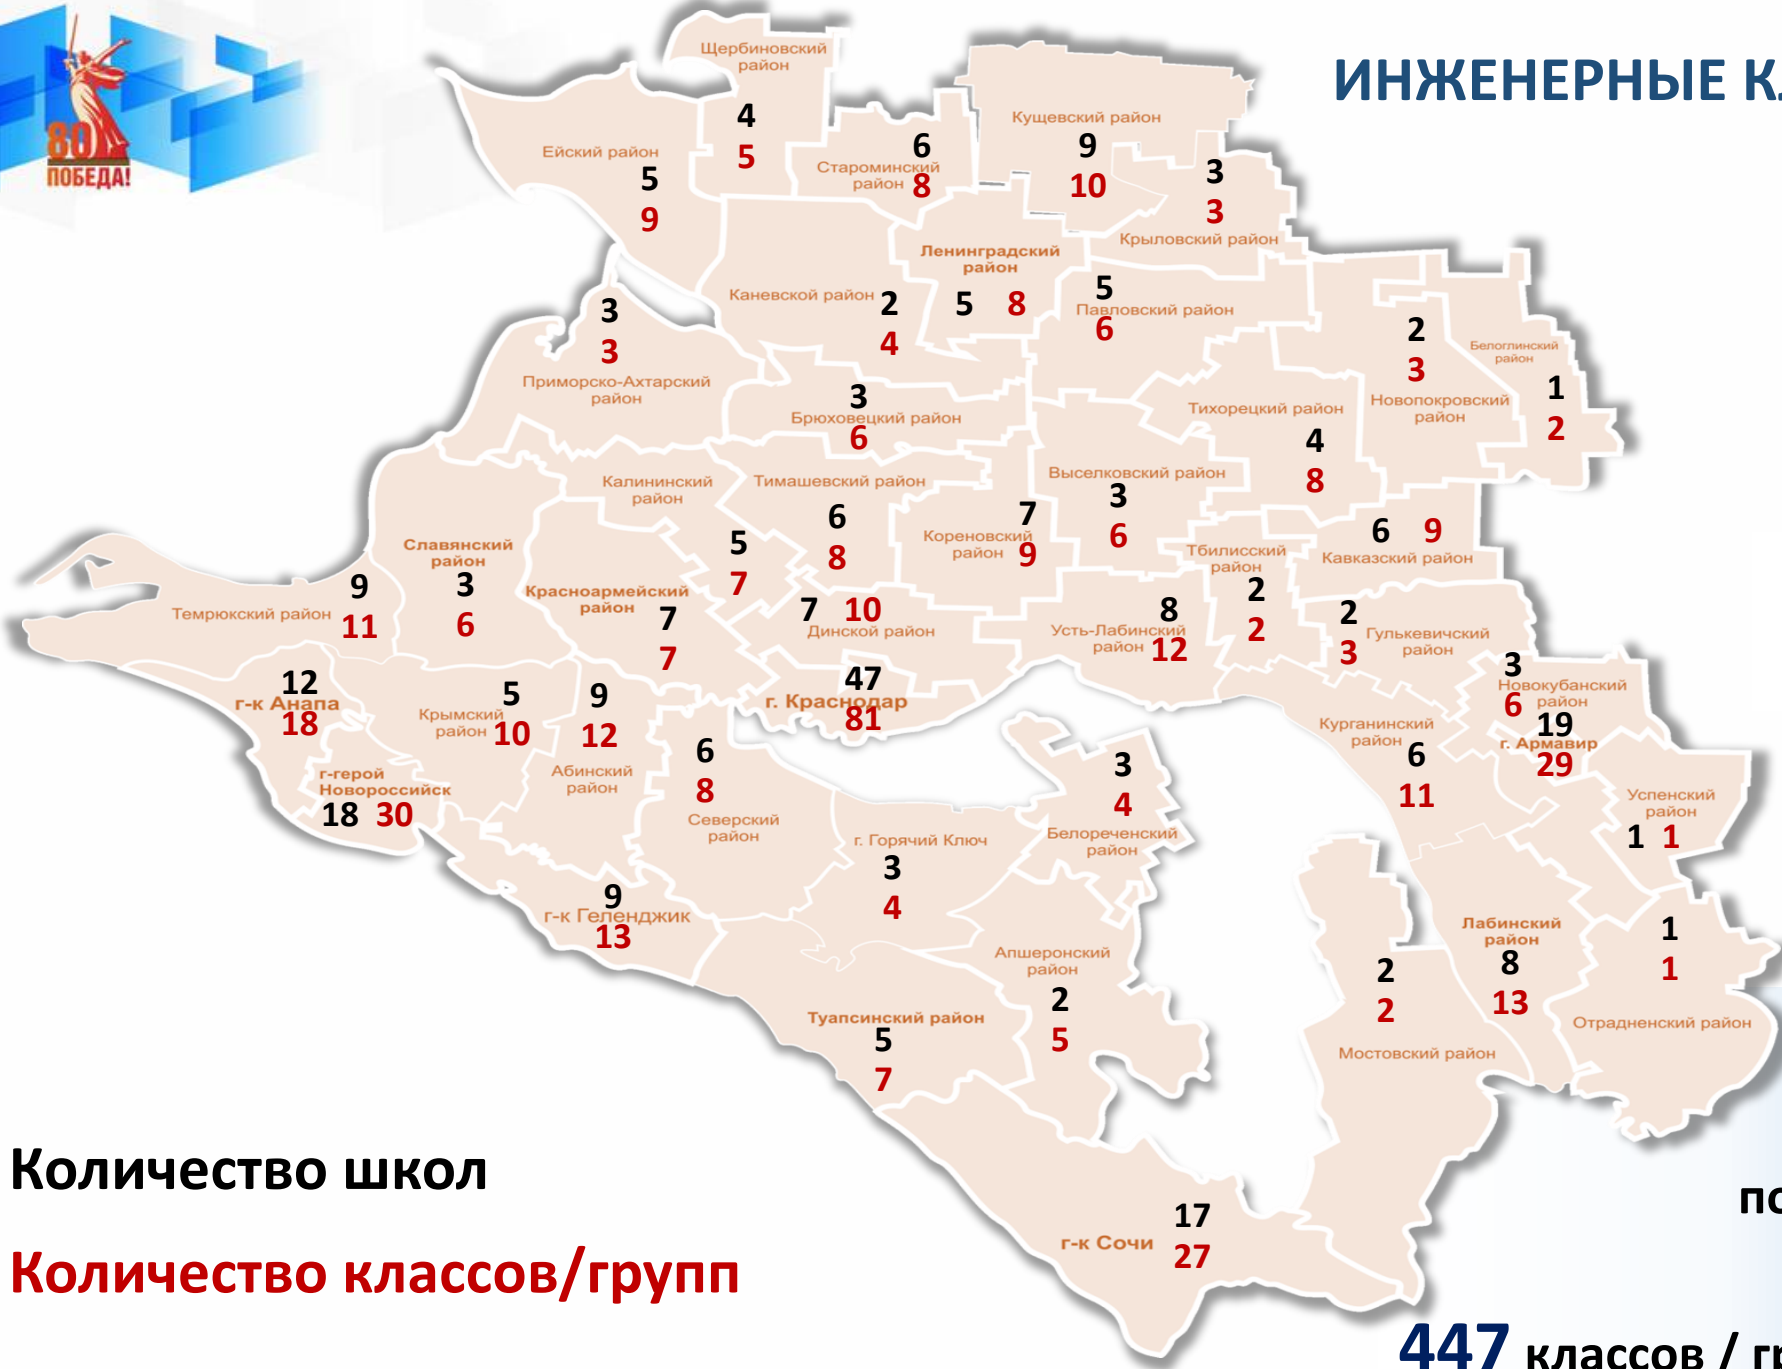 80
ПОБЕДА!
ИНЖЕНЕРНЫЕ
Щербиновский
район
4
5
Ейский район
5
9
Староминский
район
6
8
Кущевский район
9
10
3
3
Крыловский район
Ленинградский
район
5 8
Каневской район
2
4
5
Павловский район
6
3
3
Приморско-Ахтарский
район
3
Брюховецкий район
6
2
3
Новопокровский
район
Белоглинский
район
1
2
Тихорецкий район
4
8
Выселковский район
3
6
Калининский
район
5
7
Тимашевский район
6
8
7
Кореновский
район
9
6 9
Кавказский район
Тбилисский
район
2
2
Славянский
район
3
6
9
Темрюкский район
11
Красноармейский
район
7
7
7 10
Динской район
8
Усть-Лабинский
район
12
2
3
Гулькевичский
район
12
г-к Анапа
18
5
Крымский
район
10
9
12
Абинский
район
47
г. Краснодар
81
3
Новокубанский
район
6
19
г. Армавир
29
Курганинский
район
6
11
г-герой
Новороссийск
18 30
6
8
Северский
район
г. Горячий Ключ
3
4
3
4
Белореченский
район
Успенский
район
1 1
9
г-к Геленджик
13
Апшеронский
район
2
5
Лабинский
район
8
13
1
1
Отрадненский район
2
2
Мостовский район
Туапсинский район
5
7
17
г-к Сочи
27
Количество школ
Количество классов/групп
447 классов /